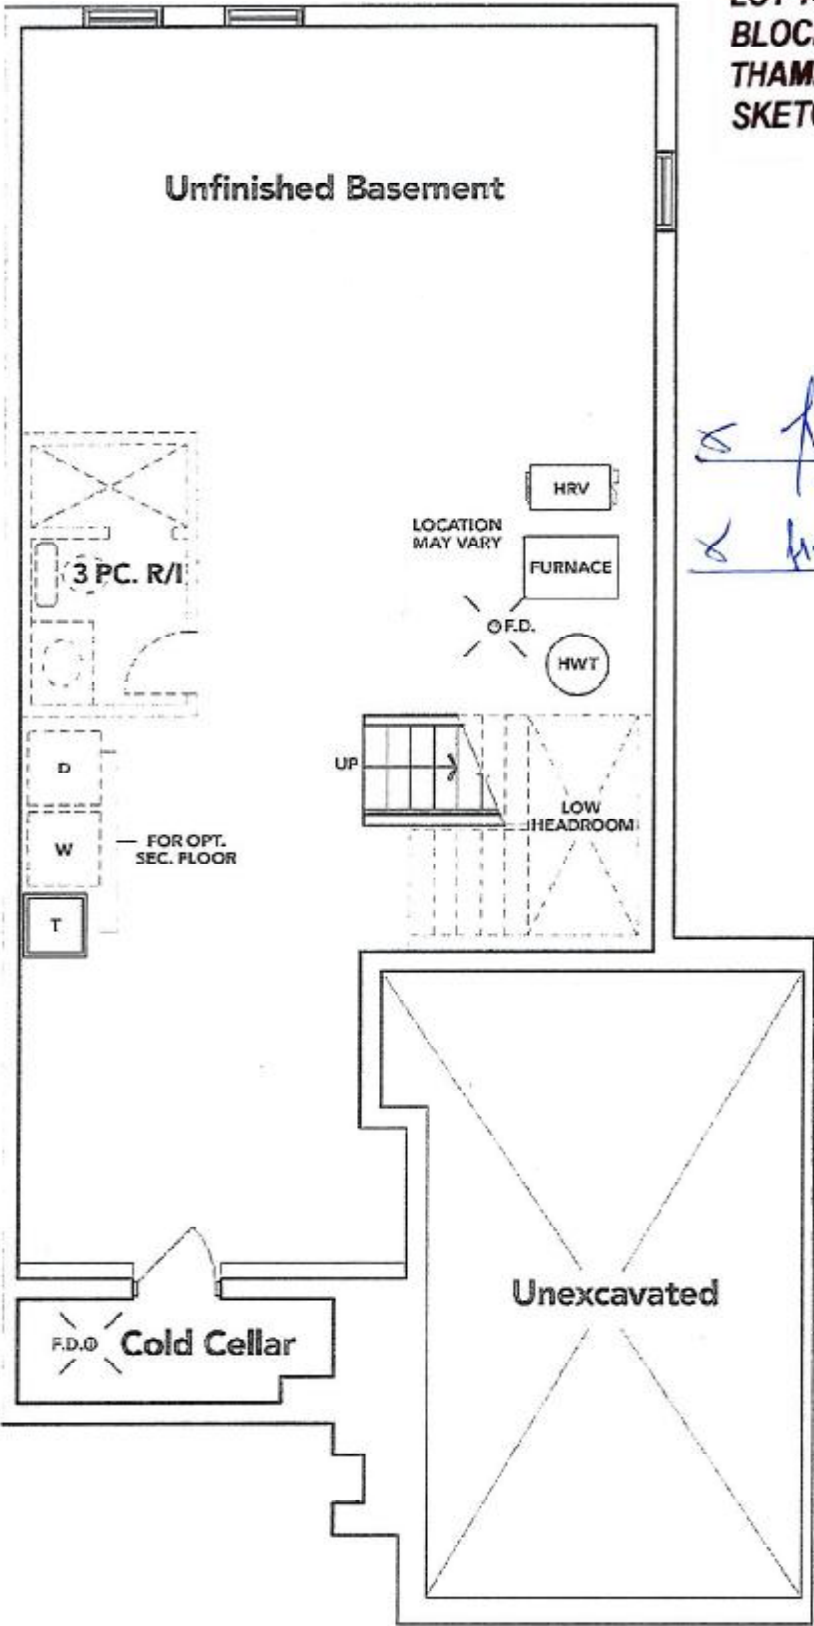 LOT
BLOC
THAM
SKET
Unfinished Basement
HRV
LOCATION
MAY VARY
FURNACE
3 PC. R/I
F.D.
HWT
UP
D
LOW
HEADROOM
W
FOR OPT.
SEC. FLOOR
T
Unexcavated
F.D.
Cold Cellar